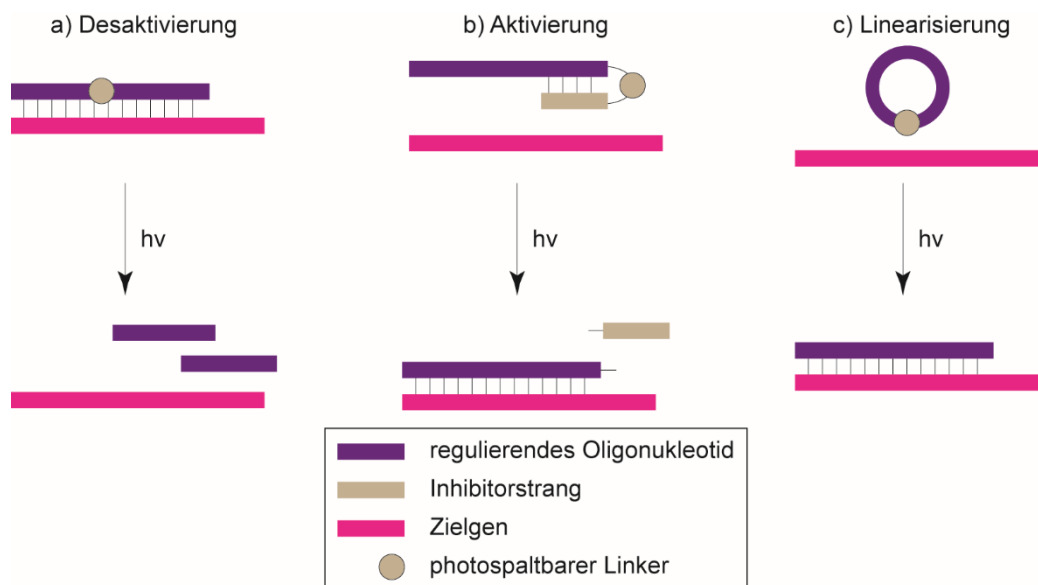 a) Desaktivierung
b) Aktivierung
c) Linearisierung
hv
hv
hv
regulierendes Oligonukleotid
Inhibitorstrang
Zielgen
photospaltbarer Linker